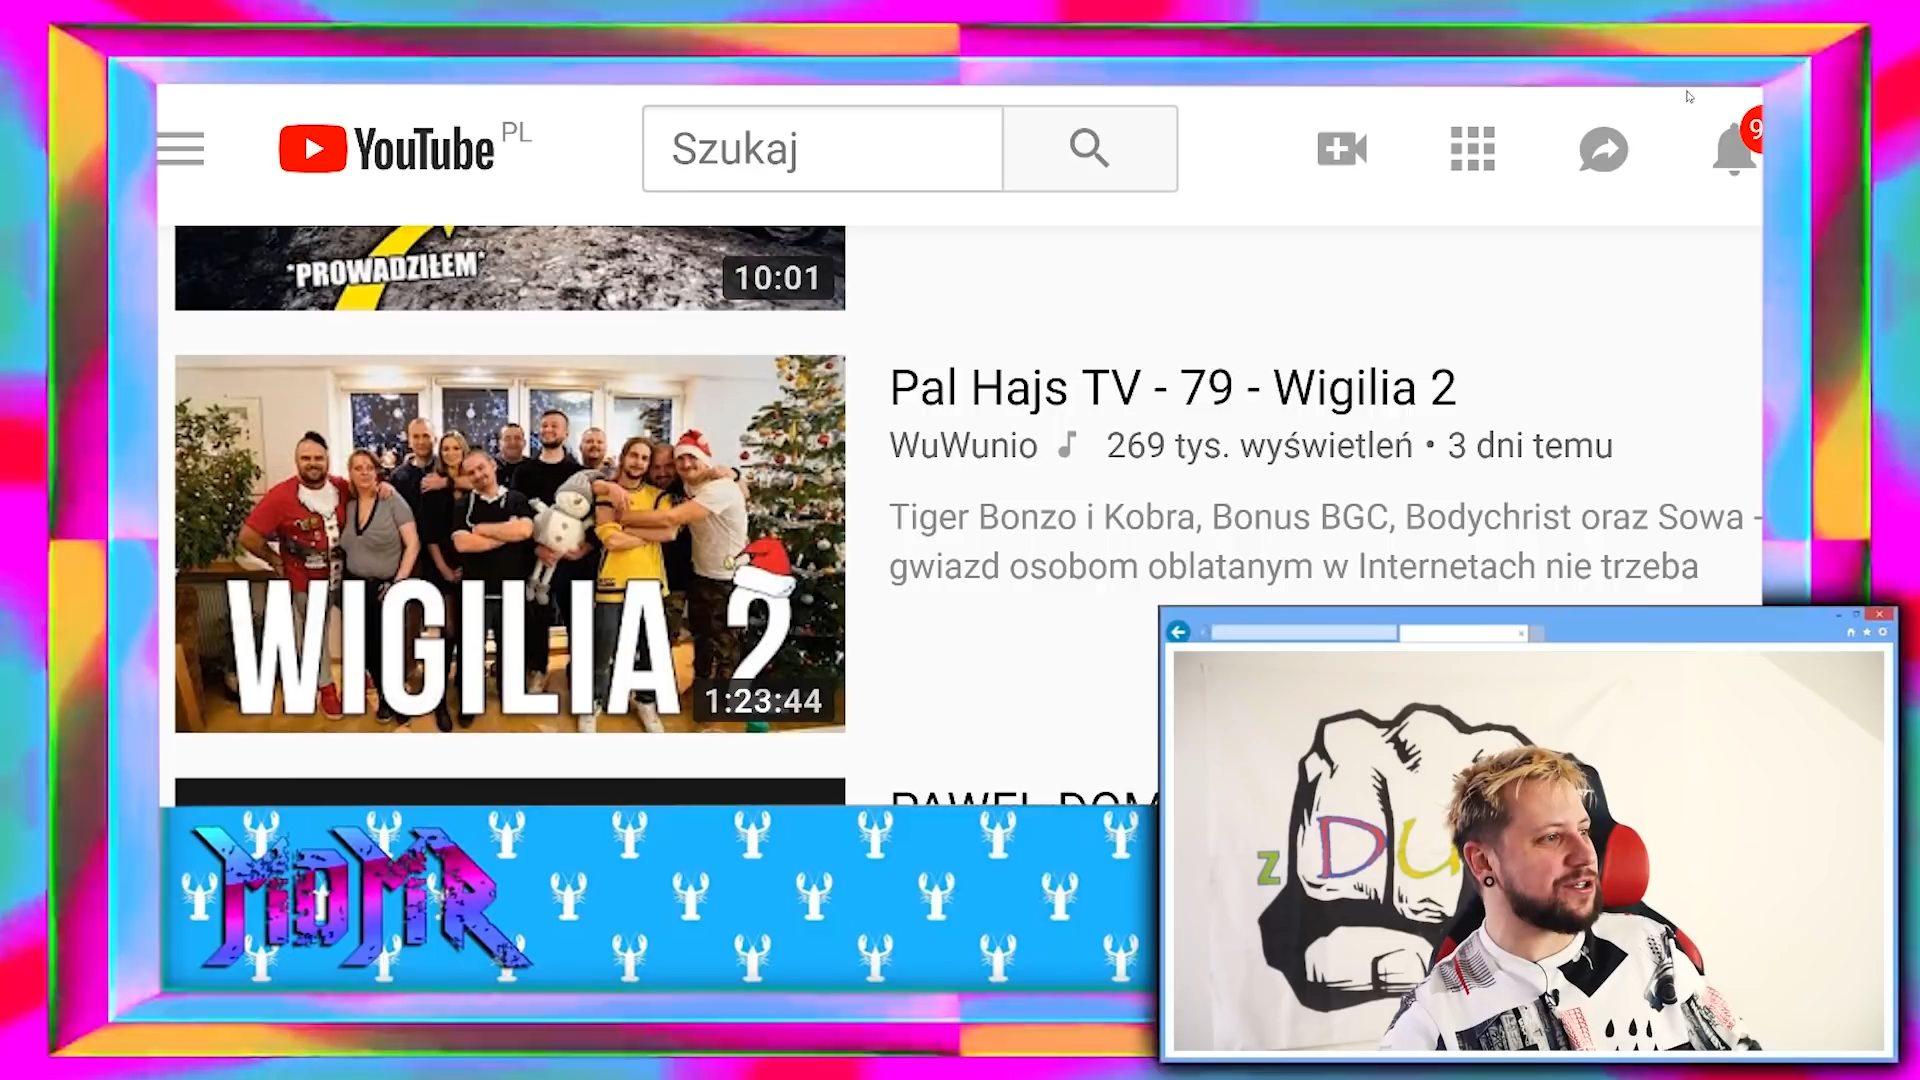 YouTube PL
Szukaj
9
*PROWADZIŁEM*
10:01
WIGILIA 2
1:23:44
Pal Hajs TV - 79 - Wigilia 2
WuWunio 269 tys. wyświetleń • 3 dni temu
Tiger Bonzo i Kobra, Bonus BGC, Bodychrist oraz Sowa -
gwiazd osobom oblatanym w Internetach nie trzeba
MDMR
Z DU